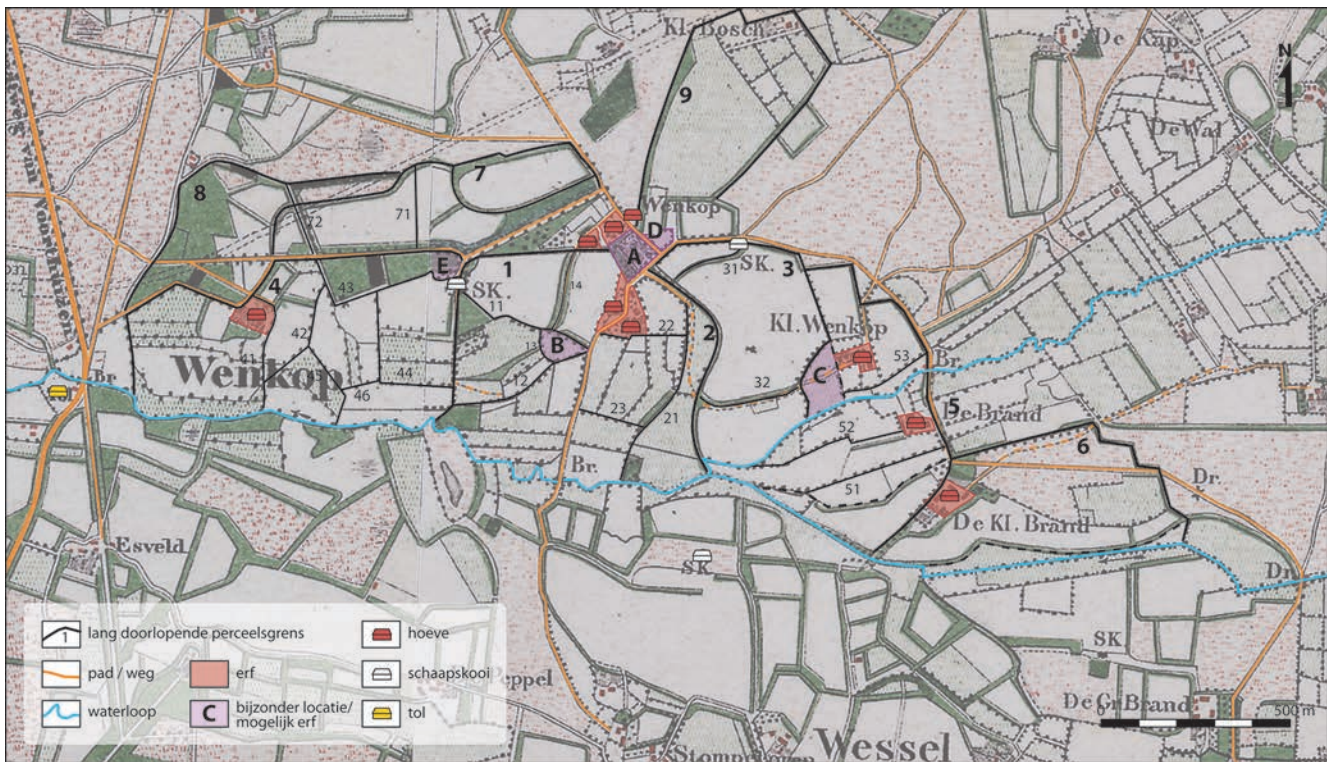 Kl. Bosch.
De Kap.
N
9
De Wal
7
8
Wenkop
72
71
D
A
E
1
31
SK.
3
4
43
SK.
14
11
Kl. Wenkop
2
42
22
41
B
C
53
Br.
Wenkop
44
12
32
Br.
46
23
21
De Brand
5
52
6
Br.
51
Dr.
De Kl. Brand
Esveld
SK
Dr.
1 lang doorlopende perceelsgrens
pad / weg
waterloop
erf
C bijzonder locatie/
mogelijk erf
hoeve
schaapskooi
tol
Peppel
SK
De Gr. Brand
500 m
Wessel